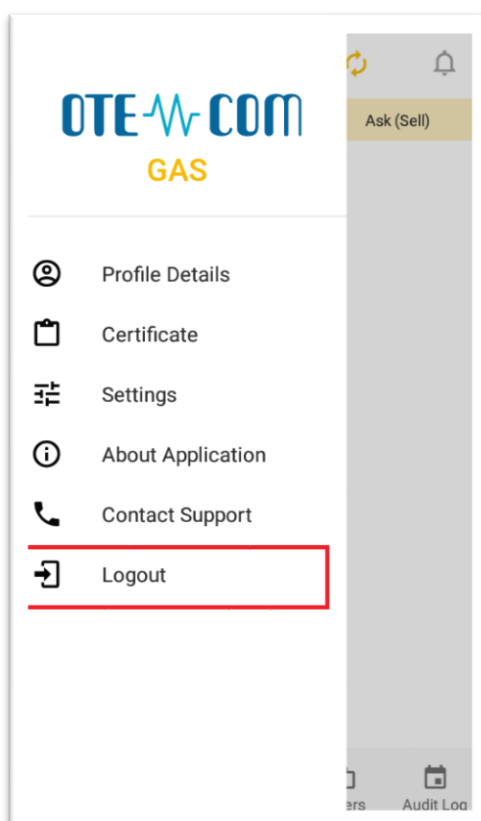 OTE COM
GAS
Ask (Sell)
Profile Details
Certificate
Settings
About Application
Contact Support
Logout
Audit Log